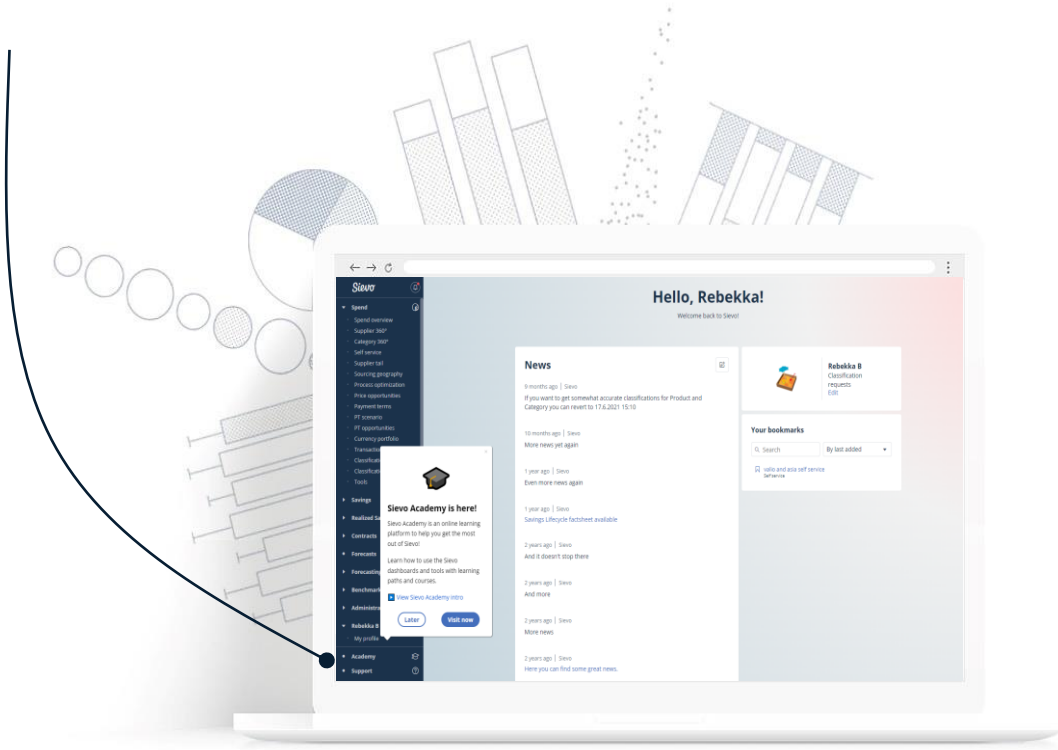 Sievo
Spend
Spend overview
Supplier 360°
Category 360°
Self service
Supplier tail
Sourcing geography
Process optimization
Price opportunities
Payment terms
PT scenario
PT opportunities
Currency portfolio
Tools
Savings
Contracts
Forecasts
Rebekka B
My profile
Academy
Support
Sievo Academy is here!
Sievo Academy is an online learning
platform to help you get the most
out of Sievo!
Learn how to use the Sievo
dashboards and tools with learning
paths and courses.
View Sievo Academy intro
Later
Visit now
Hello, Rebekka!
Welcome back to Sievo!
News
9 months ago | Sievo
If you want to get somewhat accurate classifications for Product and
Category you can revert to 17.6.2021 15:10
10 months ago | Sievo
More news yet again
1 year ago | Sievo
Even more news again
1 year ago | Sievo
Savings Lifecycle factsheet available
2 years ago | Sievo
And it doesn't stop there
2 years ago | Sievo
And more
2 years ago | Sievo
More news
2 years ago | Sievo
Here you can find some great news.
Rebekka B
Classification
requests
Edit
Your bookmarks
Search
By last added
valio and asia self service
Self service